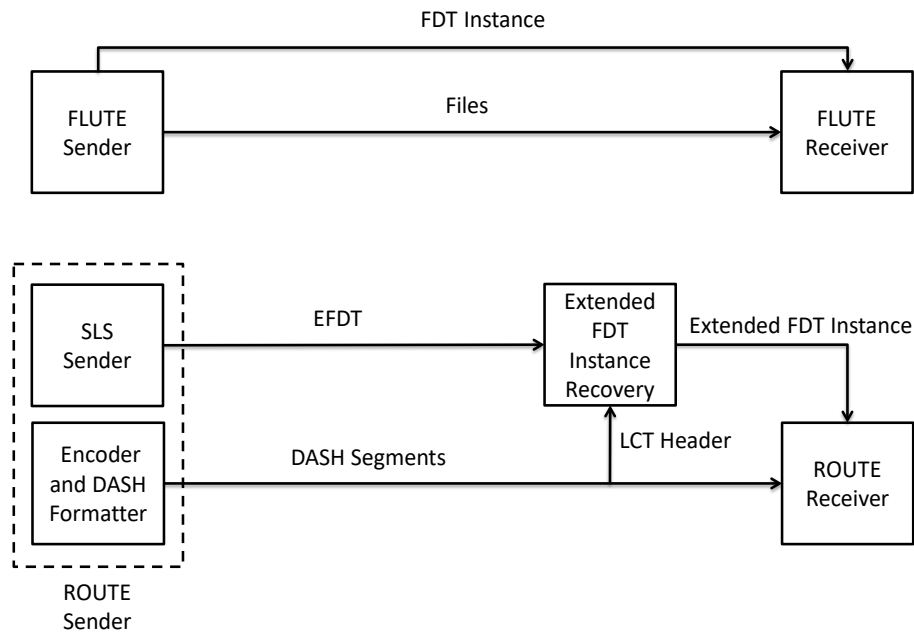 FDT Instance
FLUTE
Sender
Files
FLUTE
Receiver
SLS
Sender
EFDT
Extended
FDT
Instance
Recovery
Extended FDT Instance
Encoder
and DASH
Formatter
DASH Segments
LCT Header
ROUTE
Receiver
ROUTE
Sender